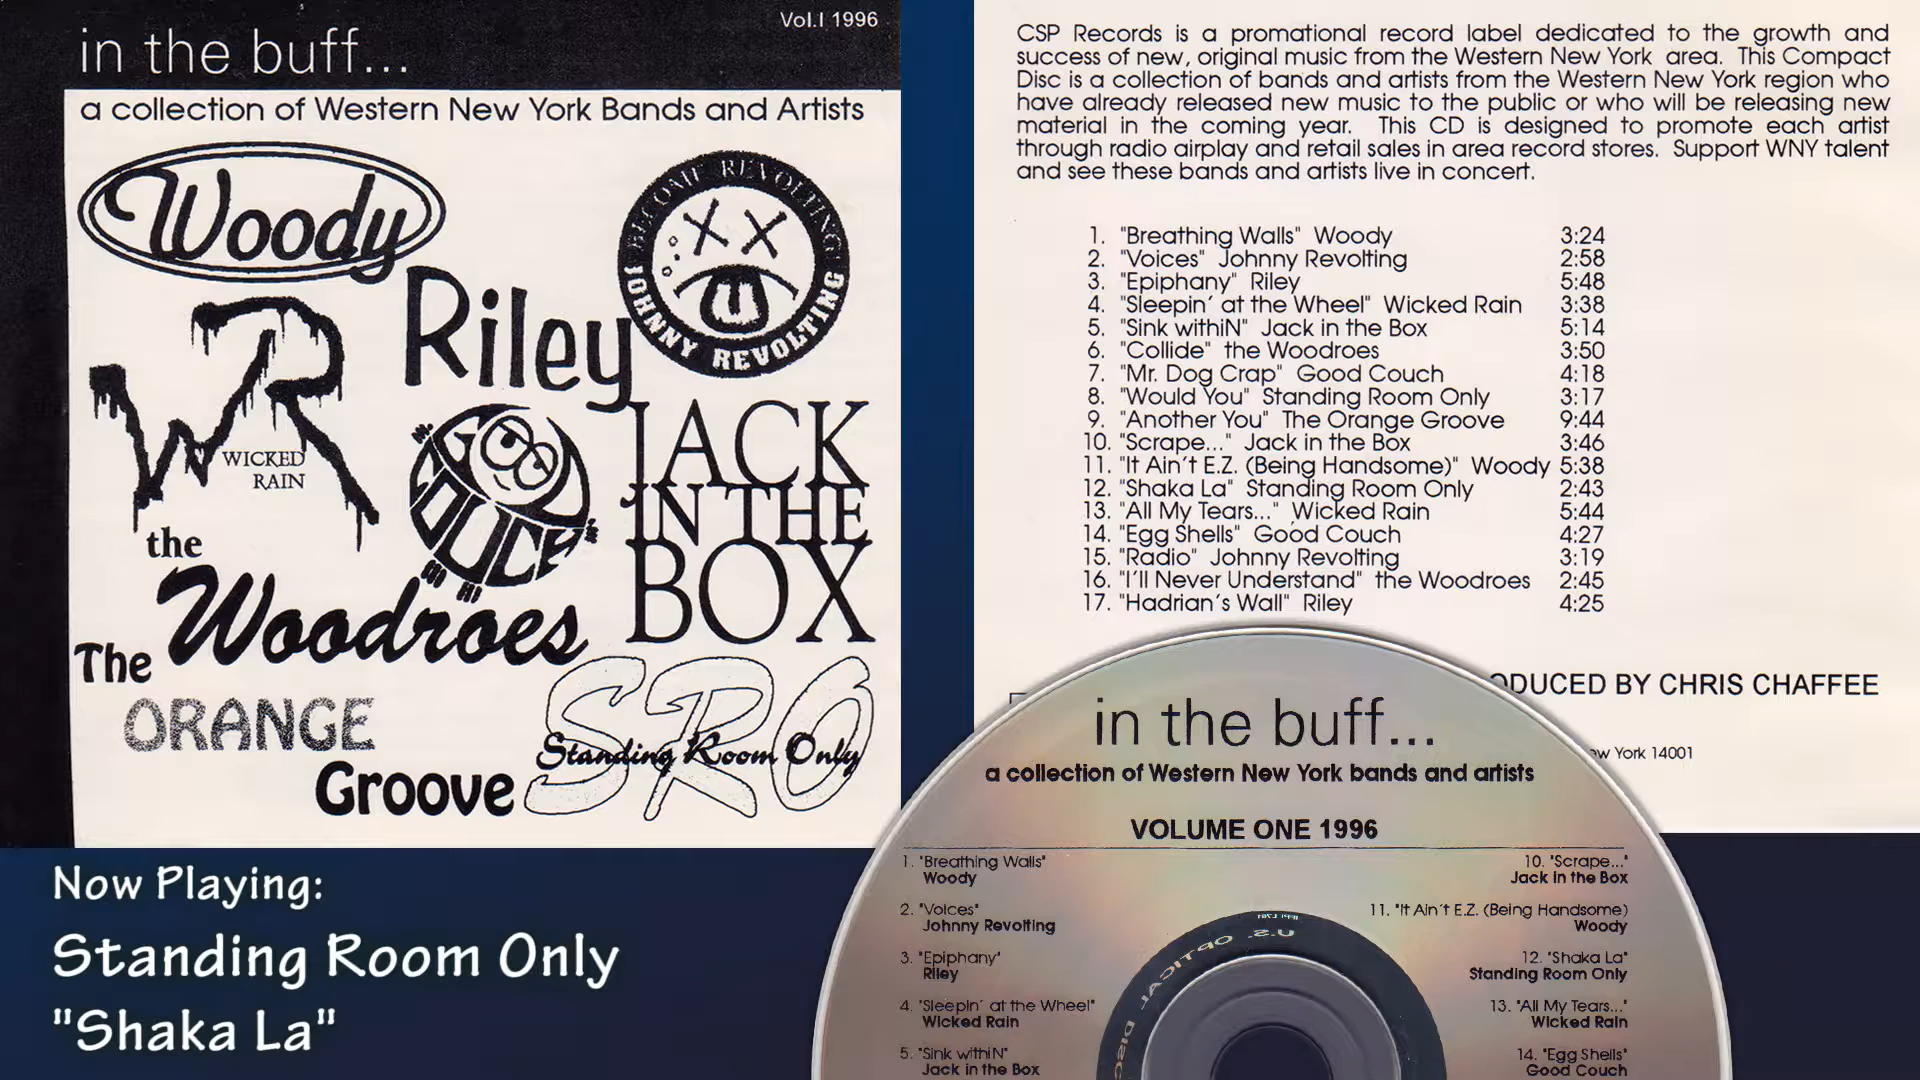 Vol.I 1996
in the buff...
a collection of Western New York Bands and Artists
Woody
BECOME REVOLTING
JOHNNY REVOLTING
Riley
WR
WICKED
RAIN
GOOD
COUCH
JACK
IN THE
BOX
the
Woodroes
The
ORANGE
Groove
SRO
Standing Room Only
CSP Records is a promotional record label dedicated to the growth and
success of new, original music from the Western New York area. This Compact
Disc is a collection of bands and artists from the Western New York region who
have already released new music to the public or who will be releasing new
material in the coming year. This CD is designed to promote each artist
through radio airplay and retail sales in area record stores. Support WNY talent
and see these bands and artists live in concert.
1. "Breathing Walls" Woody 3:24
2. "Voices" Johnny Revolting 2:58
3. "Epiphany" Riley 5:48
4. "Sleepin' at the Wheel" Wicked Rain 3:38
5. "Sink withiN" Jack in the Box 5:14
6. "Collide" the Woodroes 3:50
7. "Mr. Dog Crap" Good Couch 4:18
8. "Would You" Standing Room Only 3:17
9. "Another You" The Orange Groove 9:44
10. "Scrape..." Jack in the Box 3:46
11. "It Ain't E.Z. (Being Handsome)" Woody 5:38
12. "Shaka La" Standing Room Only 2:43
13. "All My Tears..." Wicked Rain 5:44
14. "Egg Shells" Good Couch 4:27
15. "Radio" Johnny Revolting 3:19
16. "I'll Never Understand" the Woodroes 2:45
17. "Hadrian's Wall" Riley 4:25
ODUCED BY CHRIS CHAFFEE
ew York 14001
in the buff...
a collection of Western New York bands and artists
VOLUME ONE 1996
1. "Breathing Walls"
Woody
2. "Voices"
Johnny Revolting
3. "Epiphany"
Riley
4. "Sleepin' at the Wheel"
Wicked Rain
5. "Sink withiN"
Jack in the Box
10. "Scrape..."
Jack in the Box
11. "It Ain't E.Z. (Being Handsome)
Woody
12. "Shaka La"
Standing Room Only
13. "All My Tears..."
Wicked Rain
14. "Egg Shells"
Good Couch
U.S. OPTICAL DISC
Now Playing:
Standing Room Only
"Shaka La"